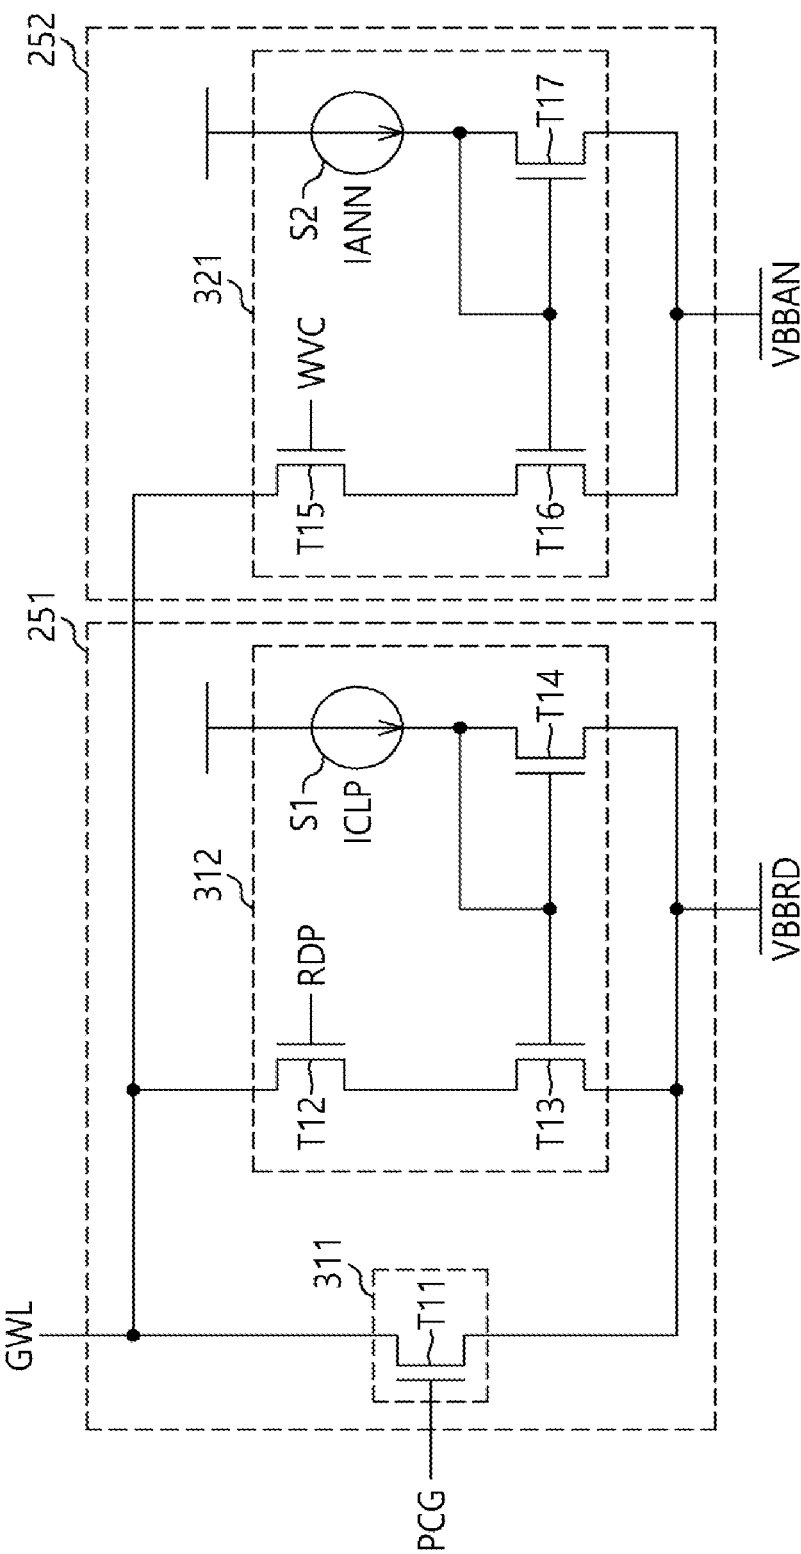 GWL
251
252
311
PCG
T11
312
T12
RDP
S1
ICLP
T13
T14
VBBRD
321
T15
WVC
S2
IANN
T16
T17
VBBAN